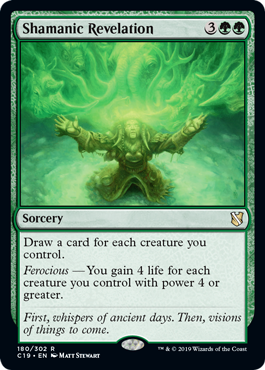 Shamanic Revelation 3
Sorcery
Draw a card for each creature you
control.
Ferocious — You gain 4 life for each
creature you control with power 4 or
greater.
First, whispers of ancient days. Then, visions
of things to come.
180/302 R
C19 • EN MATT STEWART ™ & © 2019 Wizards of the Coast